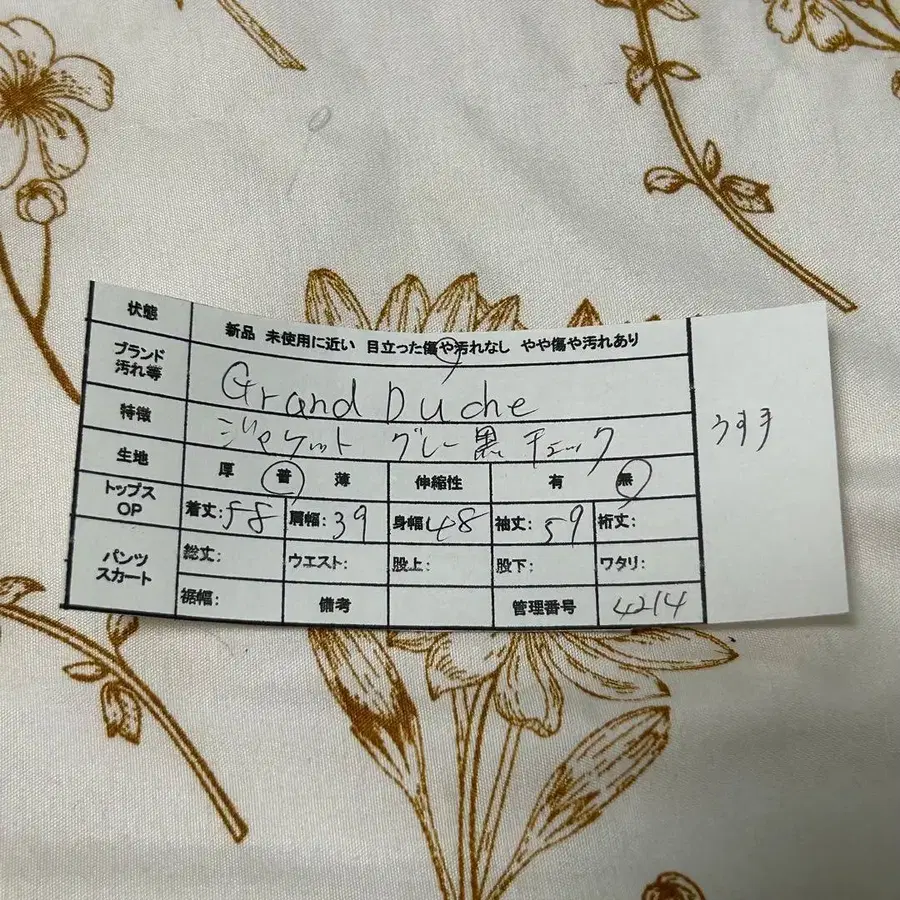 状態 新品 未使用に近い 目立った傷や汚れなし やや傷や汚れあり
ブランド 汚れ等 Grand Duche
特徴 ジャケット グレー黒チェック
うすき
生地 厚 普 薄 伸縮性 有 無
トップス OP 着丈:58 肩幅:39 身幅48 袖丈:59 裄丈:
パンツ スカート 総丈: ウエスト: 股上: 股下: ワタリ:
裾幅: 備考 管理番号 4214